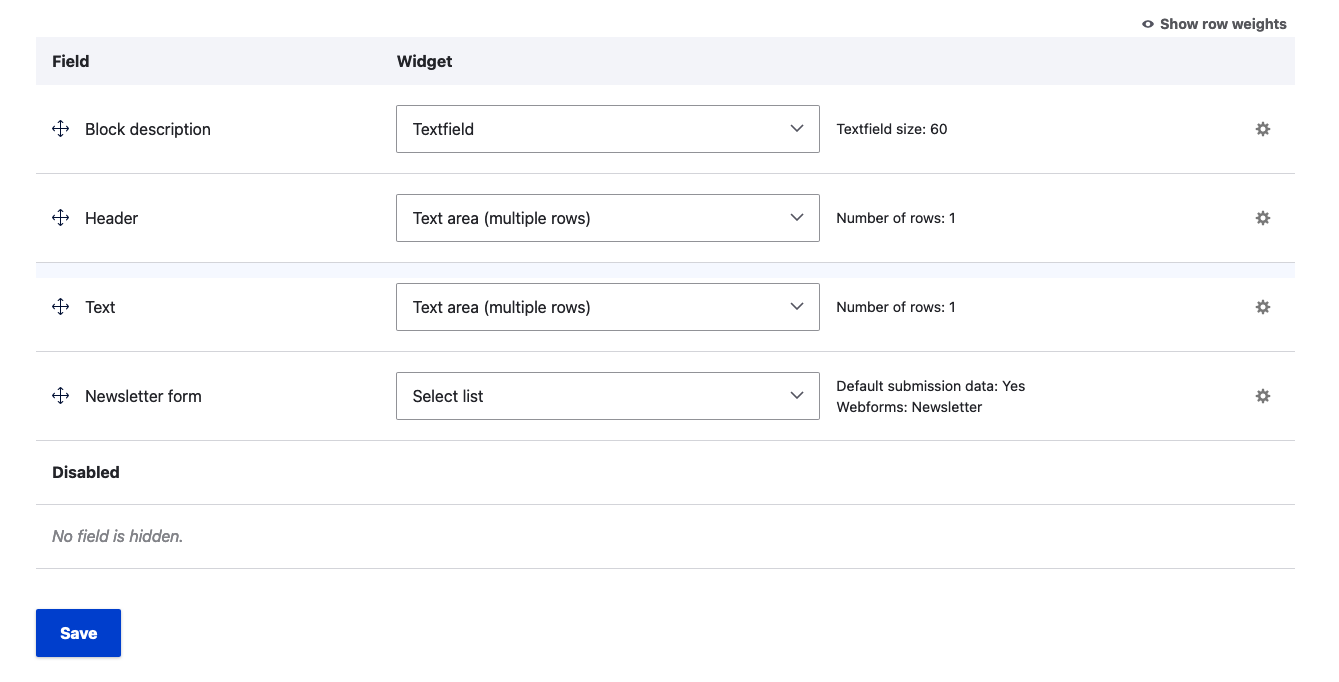 Show row weights
Field Widget
Block description Textfield Textfield size: 60
Header Text area (multiple rows) Number of rows: 1
Text Text area (multiple rows) Number of rows: 1
Newsletter form Select list Default submission data: Yes
Webforms: Newsletter
Disabled
No field is hidden.
Save